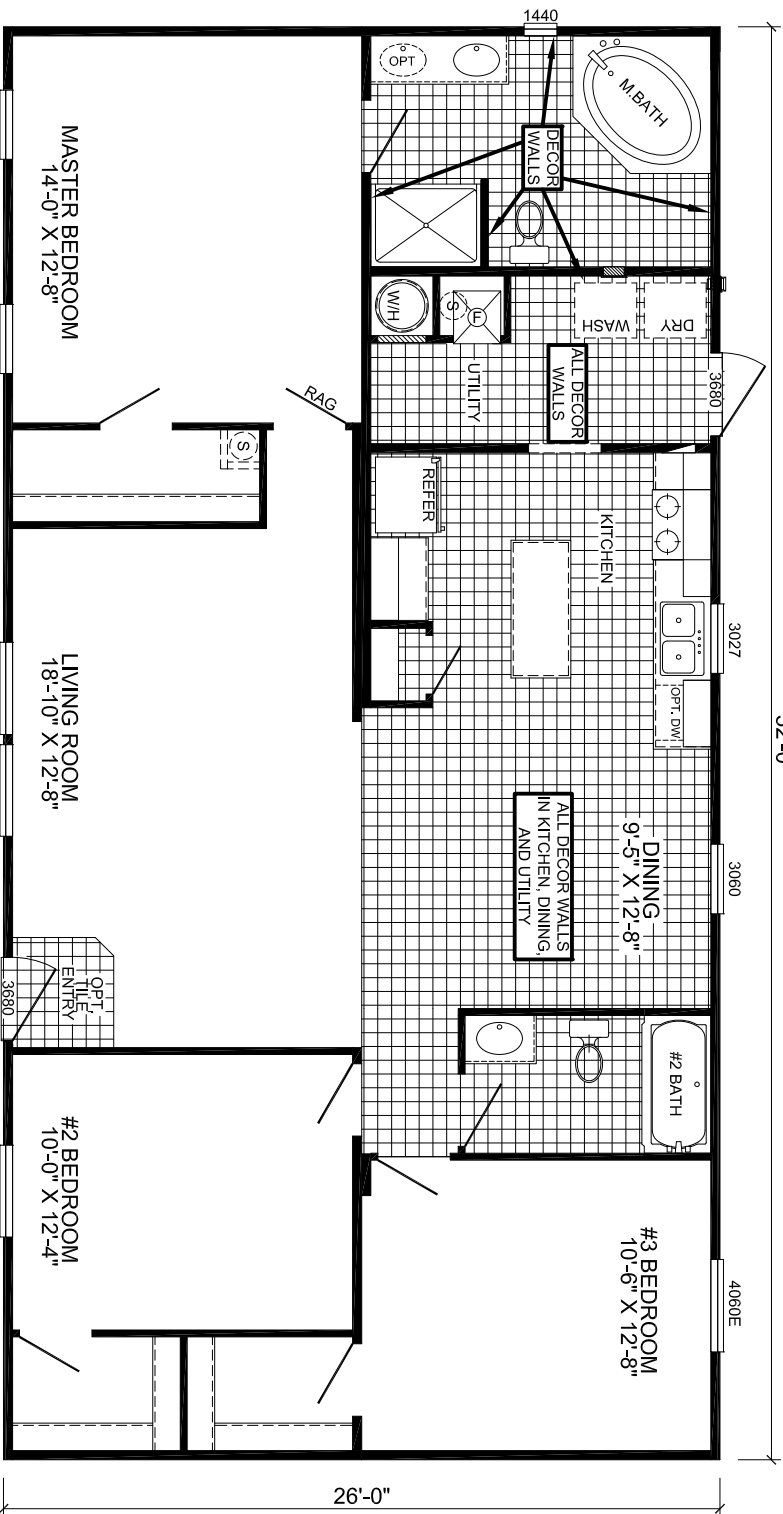 1440
OPT
M.BATH
DECOR
WALLS
MASTER BEDROOM
14'-0" X 12'-8"
W/H
S
F
WASH
DRY
UTILITY
ALL DECOR
WALLS
3680
RAG
S
REFER
KITCHEN
3027
OPT. DW
LIVING ROOM
18'-10" X 12'-8"
ALL DECOR WALLS
IN KITCHEN, DINING,
AND UTILITY
DINING
9'-5" X 12'-8"
3060
OPT.
TILE
ENTRY
3680
#2 BATH
#2 BEDROOM
10'-0" X 12'-4"
#3 BEDROOM
10'-6" X 12'-8"
4060E
26'-0"